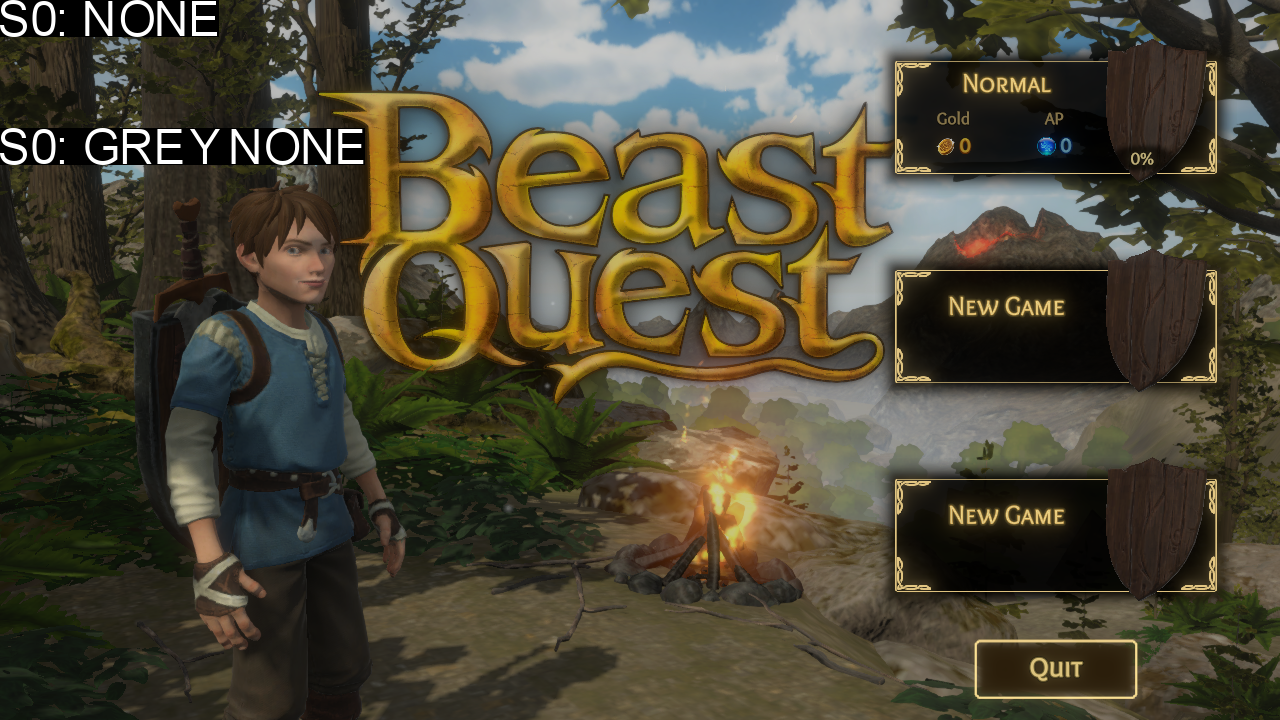 S0: NONE
S0: GREY NONE
Beast
Quest
Normal
Gold AP
0 0
0%
New Game
New Game
Quit